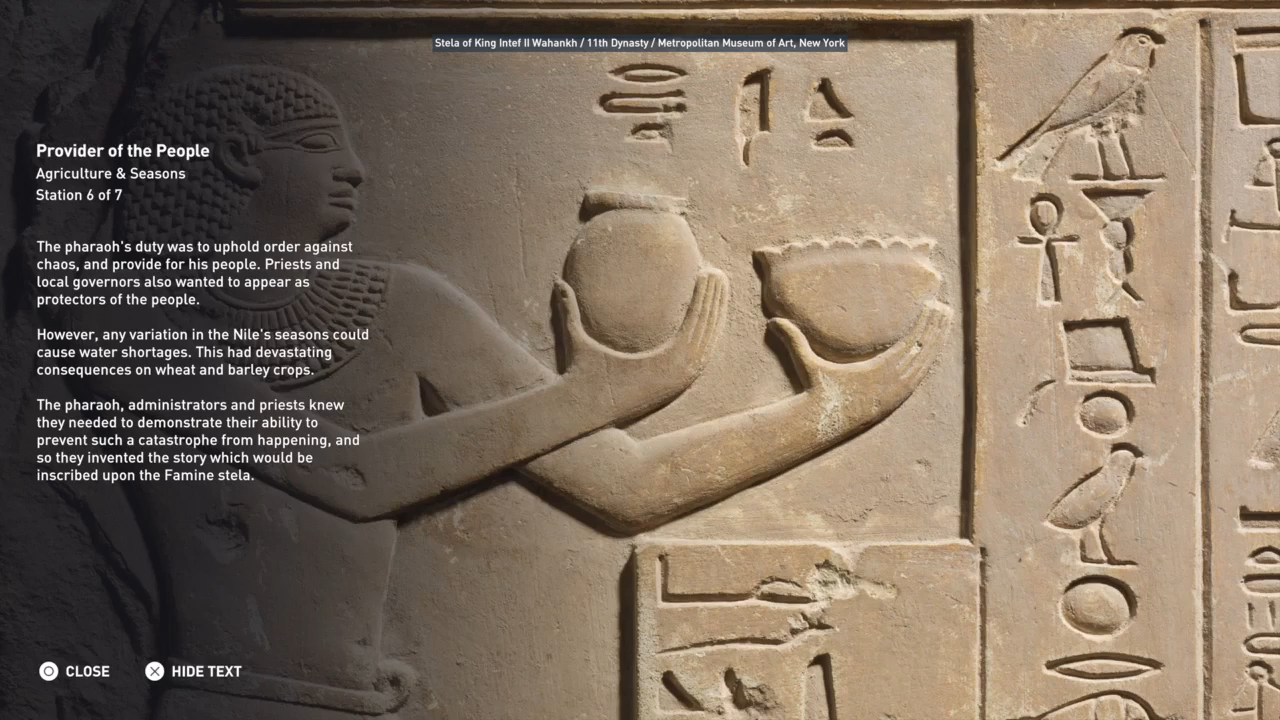 Stela of King Intef II Wahankh / 11th Dynasty / Metropolitan Museum of Art, New York
Provider of the People
Agriculture & Seasons
Station 6 of 7
The pharaoh's duty was to uphold order against
chaos, and provide for his people. Priests and
local governors also wanted to appear as
protectors of the people.
However, any variation in the Nile's seasons could
cause water shortages. This had devastating
consequences on wheat and barley crops.
The pharaoh, administrators and priests knew
they needed to demonstrate their ability to
prevent such a catastrophe from happening, and
so they invented the story which would be
inscribed upon the Famine stela.
CLOSE
HIDE TEXT